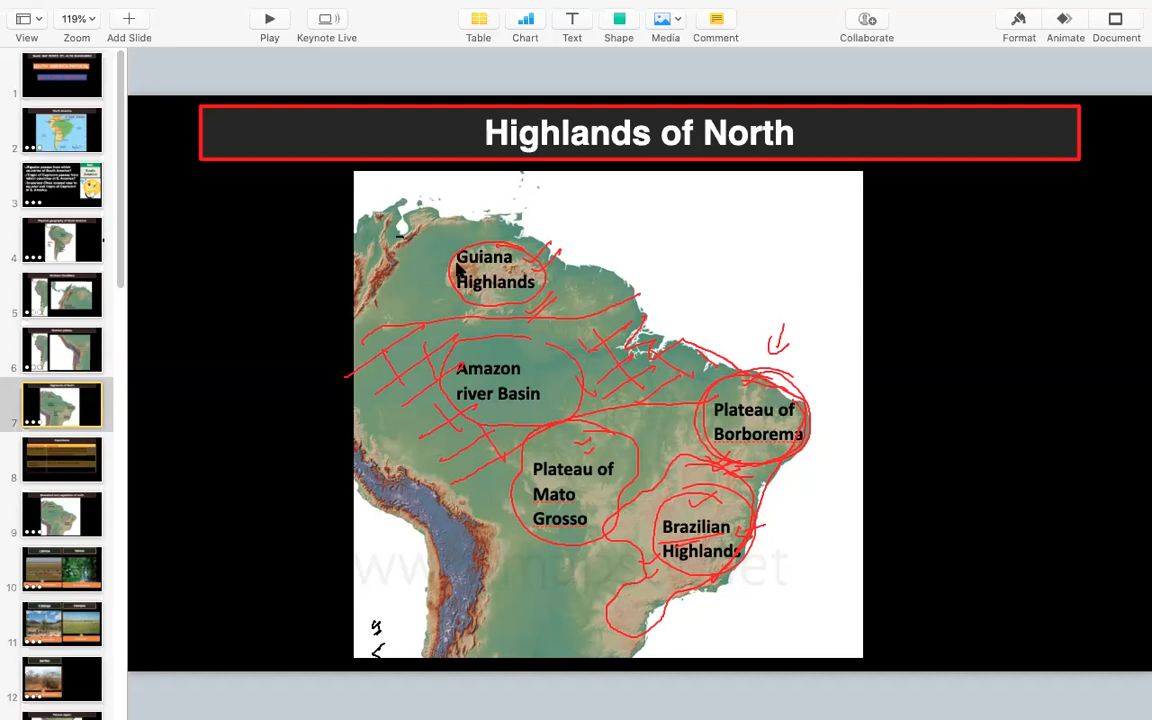 119%
View
Zoom
Add Slide
Play
Keynote Live
Table
Chart
Text
Shape
Media
Comment
Collaborate
Format
Animate
Document
Highlands of North
Guiana
Highlands
Amazon
river Basin
Plateau of
Borborema
Plateau of
Mato
Grosso
Brazilian
Highlands
1
2
3
4
5
6
7
8
9
10
11
12